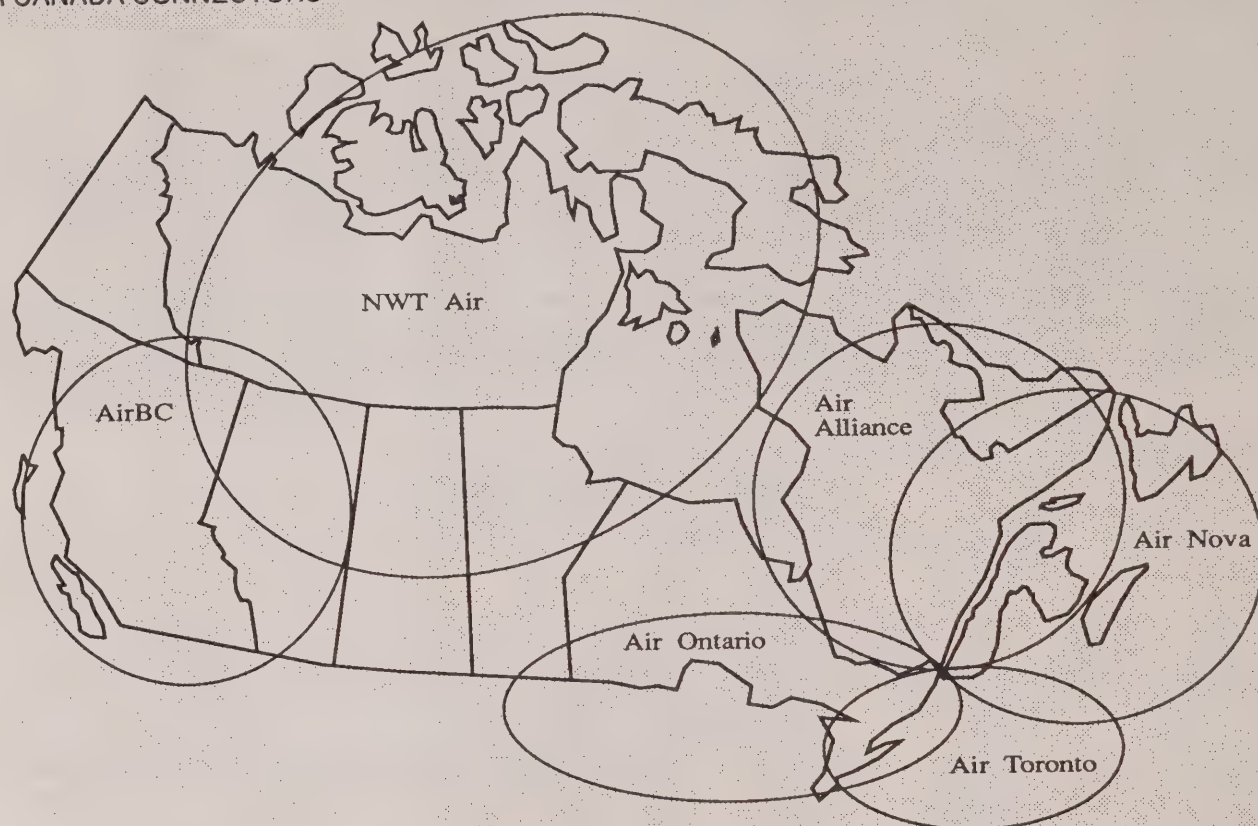 CANADA CONNECTORS
NWT Air
AirBC
Air
Alliance
Air Nova
Air Ontario
Air Toronto